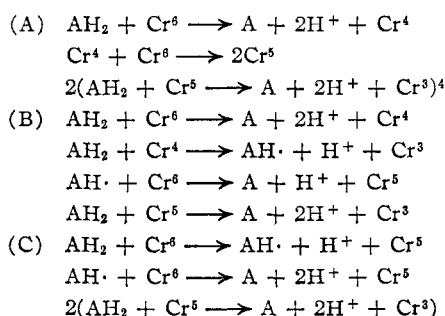 (A) AH₂ + Cr⁶ ⟶ A + 2H⁺ + Cr⁴
Cr⁴ + Cr⁶ ⟶ 2Cr⁵
2(AH₂ + Cr⁵ ⟶ A + 2H⁺ + Cr³)⁴
(B) AH₂ + Cr⁶ ⟶ A + 2H⁺ + Cr⁴
AH₂ + Cr⁴ ⟶ AH· + H⁺ + Cr³
AH· + Cr⁶ ⟶ A + H⁺ + Cr⁵
AH₂ + Cr⁵ ⟶ A + 2H⁺ + Cr³
(C) AH₂ + Cr⁶ ⟶ AH· + H⁺ + Cr⁵
AH· + Cr⁶ ⟶ A + 2H⁺ + Cr⁵
2(AH₂ + Cr⁵ ⟶ A + 2H⁺ + Cr³)